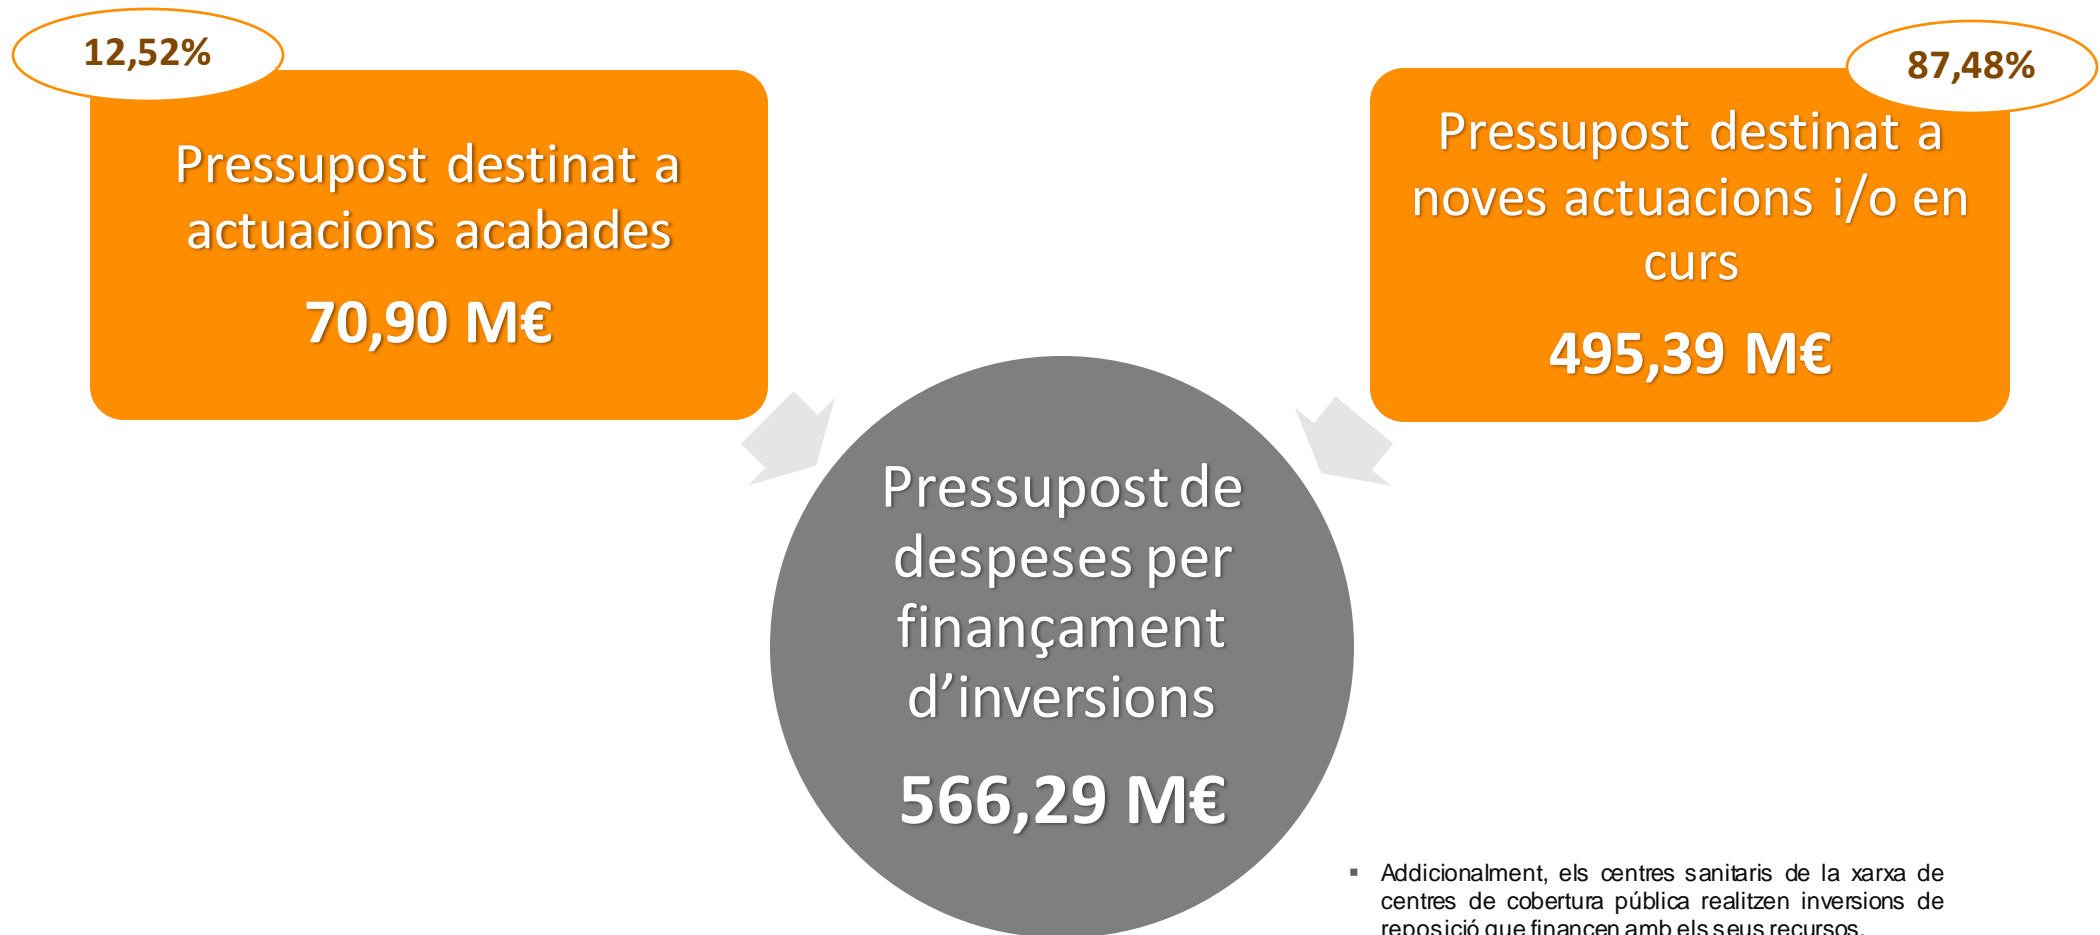 12,52%
Pressupost destinat a
actuacions acabades
70,90 M€
87,48%
Pressupost destinat a
noves actuacions i/o en
curs
495,39 M€
Pressupost de
despeses per
finançament
d’inversions
566,29 M€
▪ Addicionalment, els centres sanitaris de la xarxa de
centres de cobertura pública realitzen inversions de
reposició que financen amb els seus recursos.